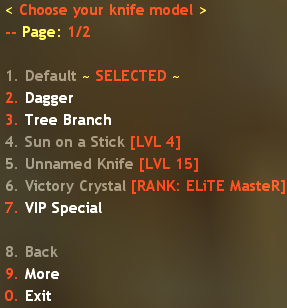 < Choose your knife model >
-- Page: 1/2
1. Default ~ SELECTED ~
2. Dagger
3. Tree Branch
4. Sun on a Stick [LVL 4]
5. Unnamed Knife [LVL 15]
6. Victory Crystal [RANK: ELiTE MasteR]
7. VIP Special
8. Back
9. More
0. Exit